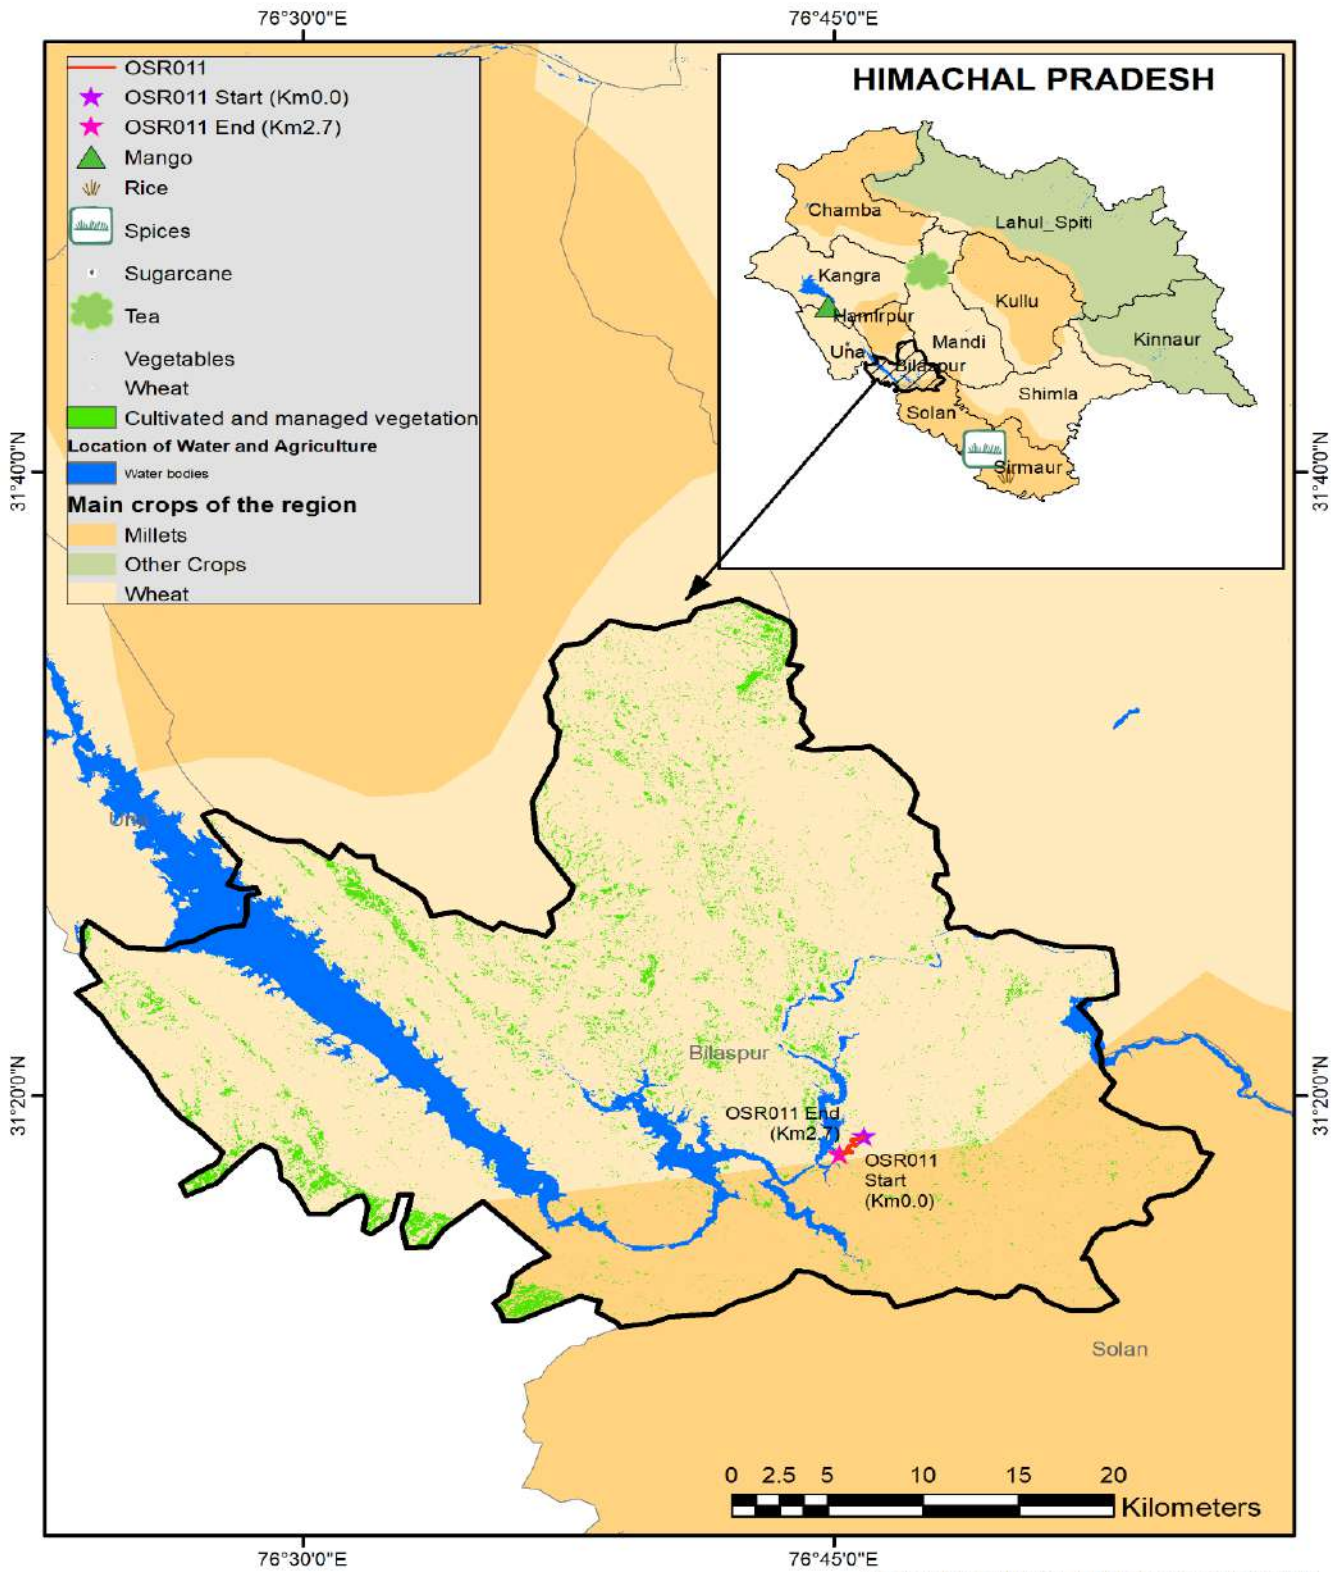 76°30'0"E
76°45'0"E
OSR011
OSR011 Start (Km0.0)
OSR011 End (Km2.7)
Mango
Rice
Spices
Sugarcane
Tea
Vegetables
Wheat
Cultivated and managed vegetation
Location of Water and Agriculture
Water bodies
Main crops of the region
Millets
Other Crops
Wheat
HIMACHAL PRADESH
Chamba
Lahul_Spiti
Kangra
Kullu
Hamirpur
Kinnaur
Mandi
Una
Bilaspur
Shimla
Solan
Sirmaur
31°40'0"N
31°40'0"N
Una
Bilaspur
31°20'0"N
31°20'0"N
OSR011 End
(Km2.7)
OSR011
Start
(Km0.0)
Solan
0 2.5 5 10 15 20
Kilometers
76°30'0"E
76°45'0"E